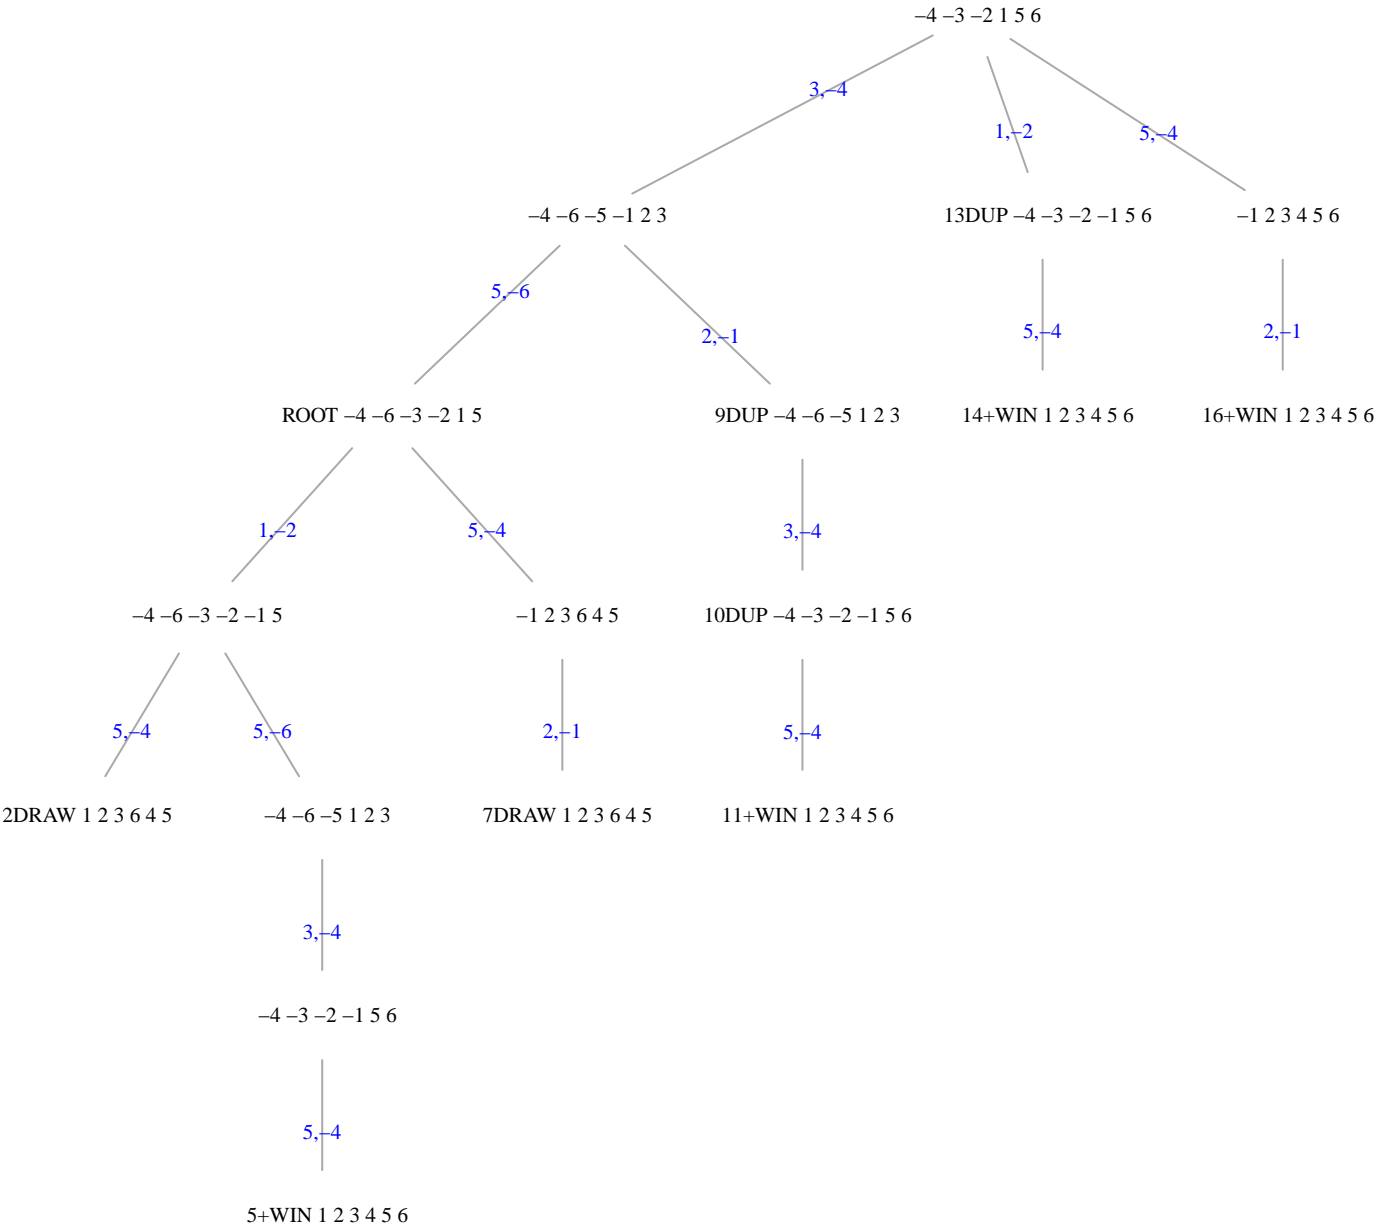 –4 –3 –2 1 5 6
3,–4
1,–2
5,–4
–4 –6 –5 –1 2 3
13DUP –4 –3 –2 –1 5 6
–1 2 3 4 5 6
5,–6
2,–1
5,–4
2,–1
ROOT –4 –6 –3 –2 1 5
9DUP –4 –6 –5 1 2 3
14+WIN 1 2 3 4 5 6
16+WIN 1 2 3 4 5 6
1,–2
5,–4
3,–4
–4 –6 –3 –2 –1 5
–1 2 3 6 4 5
10DUP –4 –3 –2 –1 5 6
5,–4
5,–6
2,–1
5,–4
2DRAW 1 2 3 6 4 5
–4 –6 –5 1 2 3
7DRAW 1 2 3 6 4 5
11+WIN 1 2 3 4 5 6
3,–4
–4 –3 –2 –1 5 6
5,–4
5+WIN 1 2 3 4 5 6